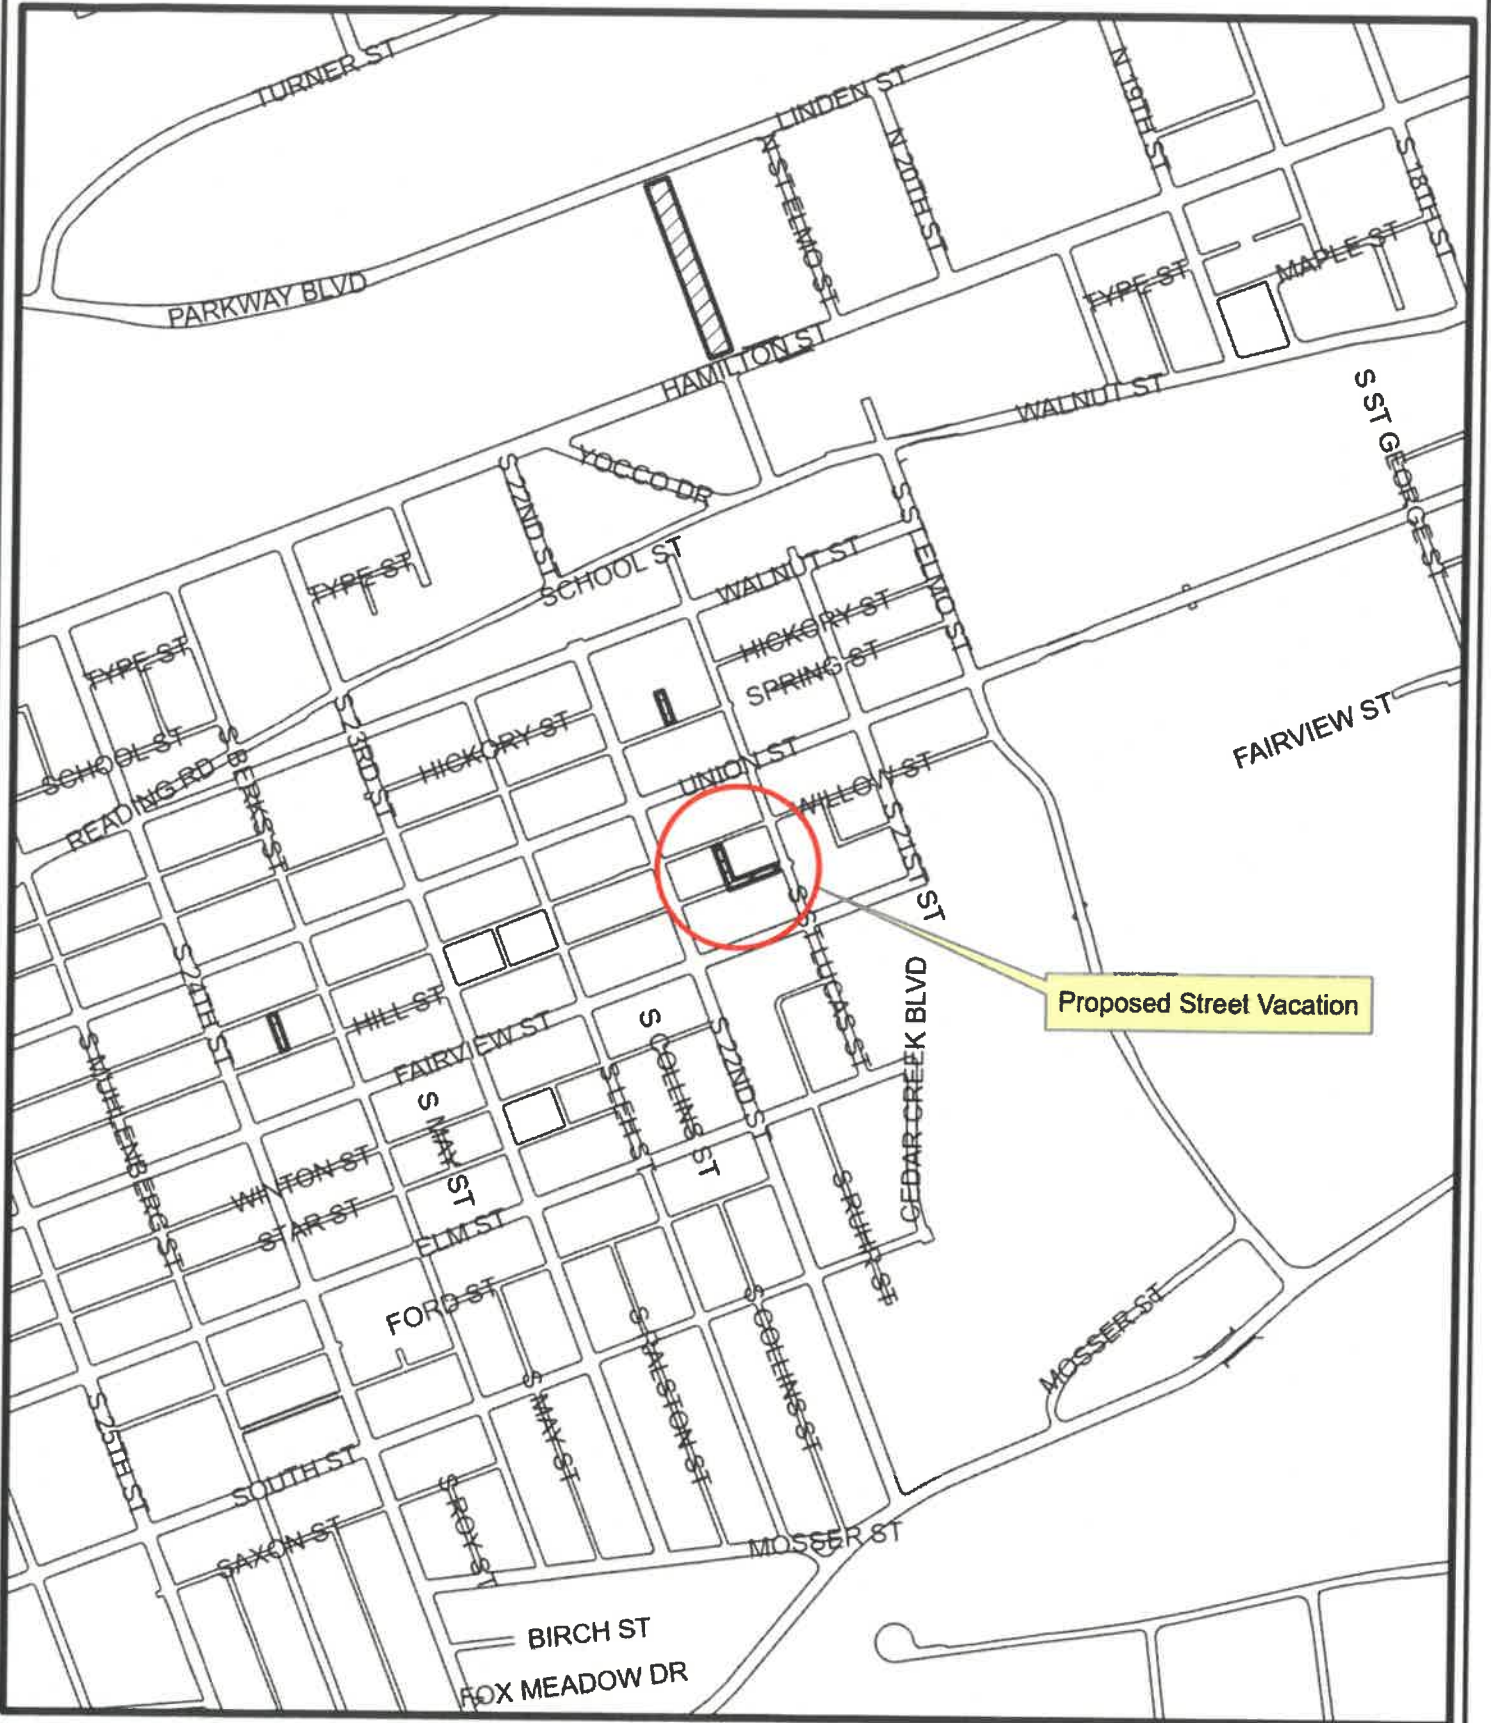 TURNER ST
LINDEN ST
N 19TH ST
N ST ELMO ST
N 20TH ST
S 18TH ST
PARKWAY BLVD
TYPE ST
MAPLE ST
HAMILTON ST
WALNUT ST
S ST GEORGE ST
YOCCO DR
S 22ND ST
TYPE ST
SCHOOL ST
WALNUT ST
S ST ELMO ST
HICKORY ST
SPRING ST
TYPE ST
FAIRVIEW ST
SCHOOL ST
READING RD
S BERKS ST
S 23RD ST
HICKORY ST
UNION ST
WILLOW ST
S 21ST ST
S ST LUCAS ST
S 24TH ST
HILL ST
FAIRVIEW ST
S COLLINS ST
S 22ND ST
CEDAR CREEK BLVD
Proposed Street Vacation
S MUHLENBERG ST
S MAY ST
S LEH ST
WINTON ST
STAR ST
ELM ST
S RUHR ST
FORD ST
S RALSTON ST
S COLLINS ST
MOSSER ST
S 25TH ST
S MAY ST
SOUTH ST
S ROY ST
SAXON ST
MOSSER ST
BIRCH ST
FOX MEADOW DR